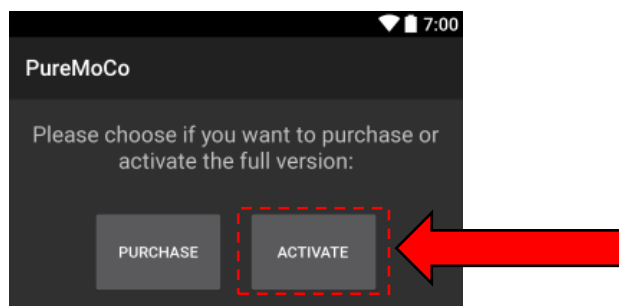 7:00
PureMoCo
Please choose if you want to purchase or
activate the full version:
PURCHASE ACTIVATE